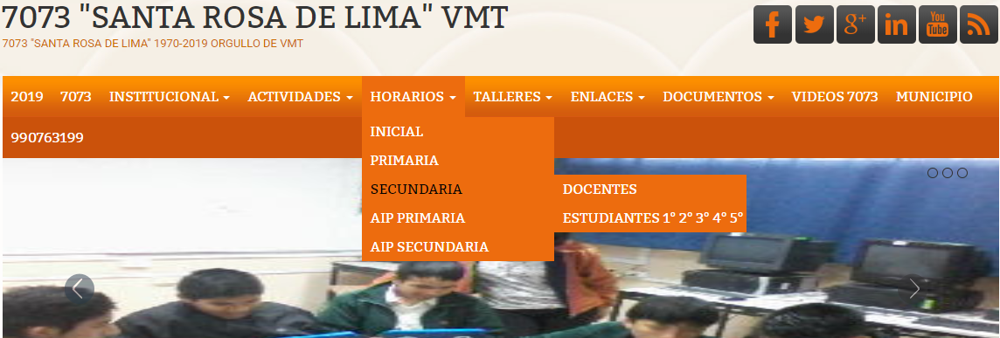 7073 "SANTA ROSA DE LIMA" VMT
7073 "SANTA ROSA DE LIMA" 1970-2019 ORGULLO DE VMT
g+ in You Tube
2019 7073 INSTITUCIONAL ACTIVIDADES HORARIOS TALLERES ENLACES DOCUMENTOS VIDEOS 7073 MUNICIPIO
990763199
INICIAL
PRIMARIA
SECUNDARIA
AIP PRIMARIA
AIP SECUNDARIA
DOCENTES
ESTUDIANTES 1° 2° 3° 4° 5°